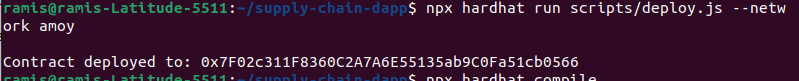 ramis@ramis-Latitude-5511:~/supply-chain-dapp$ npx hardhat run scripts/deploy.js --netw
ork amoy
Contract deployed to: 0x7F02c311F8360C2A7A6E55135ab9C0Fa51cb0566
ramis@ramis-Latitude-5511:~/supply-chain-dapp$ npx hardhat compile